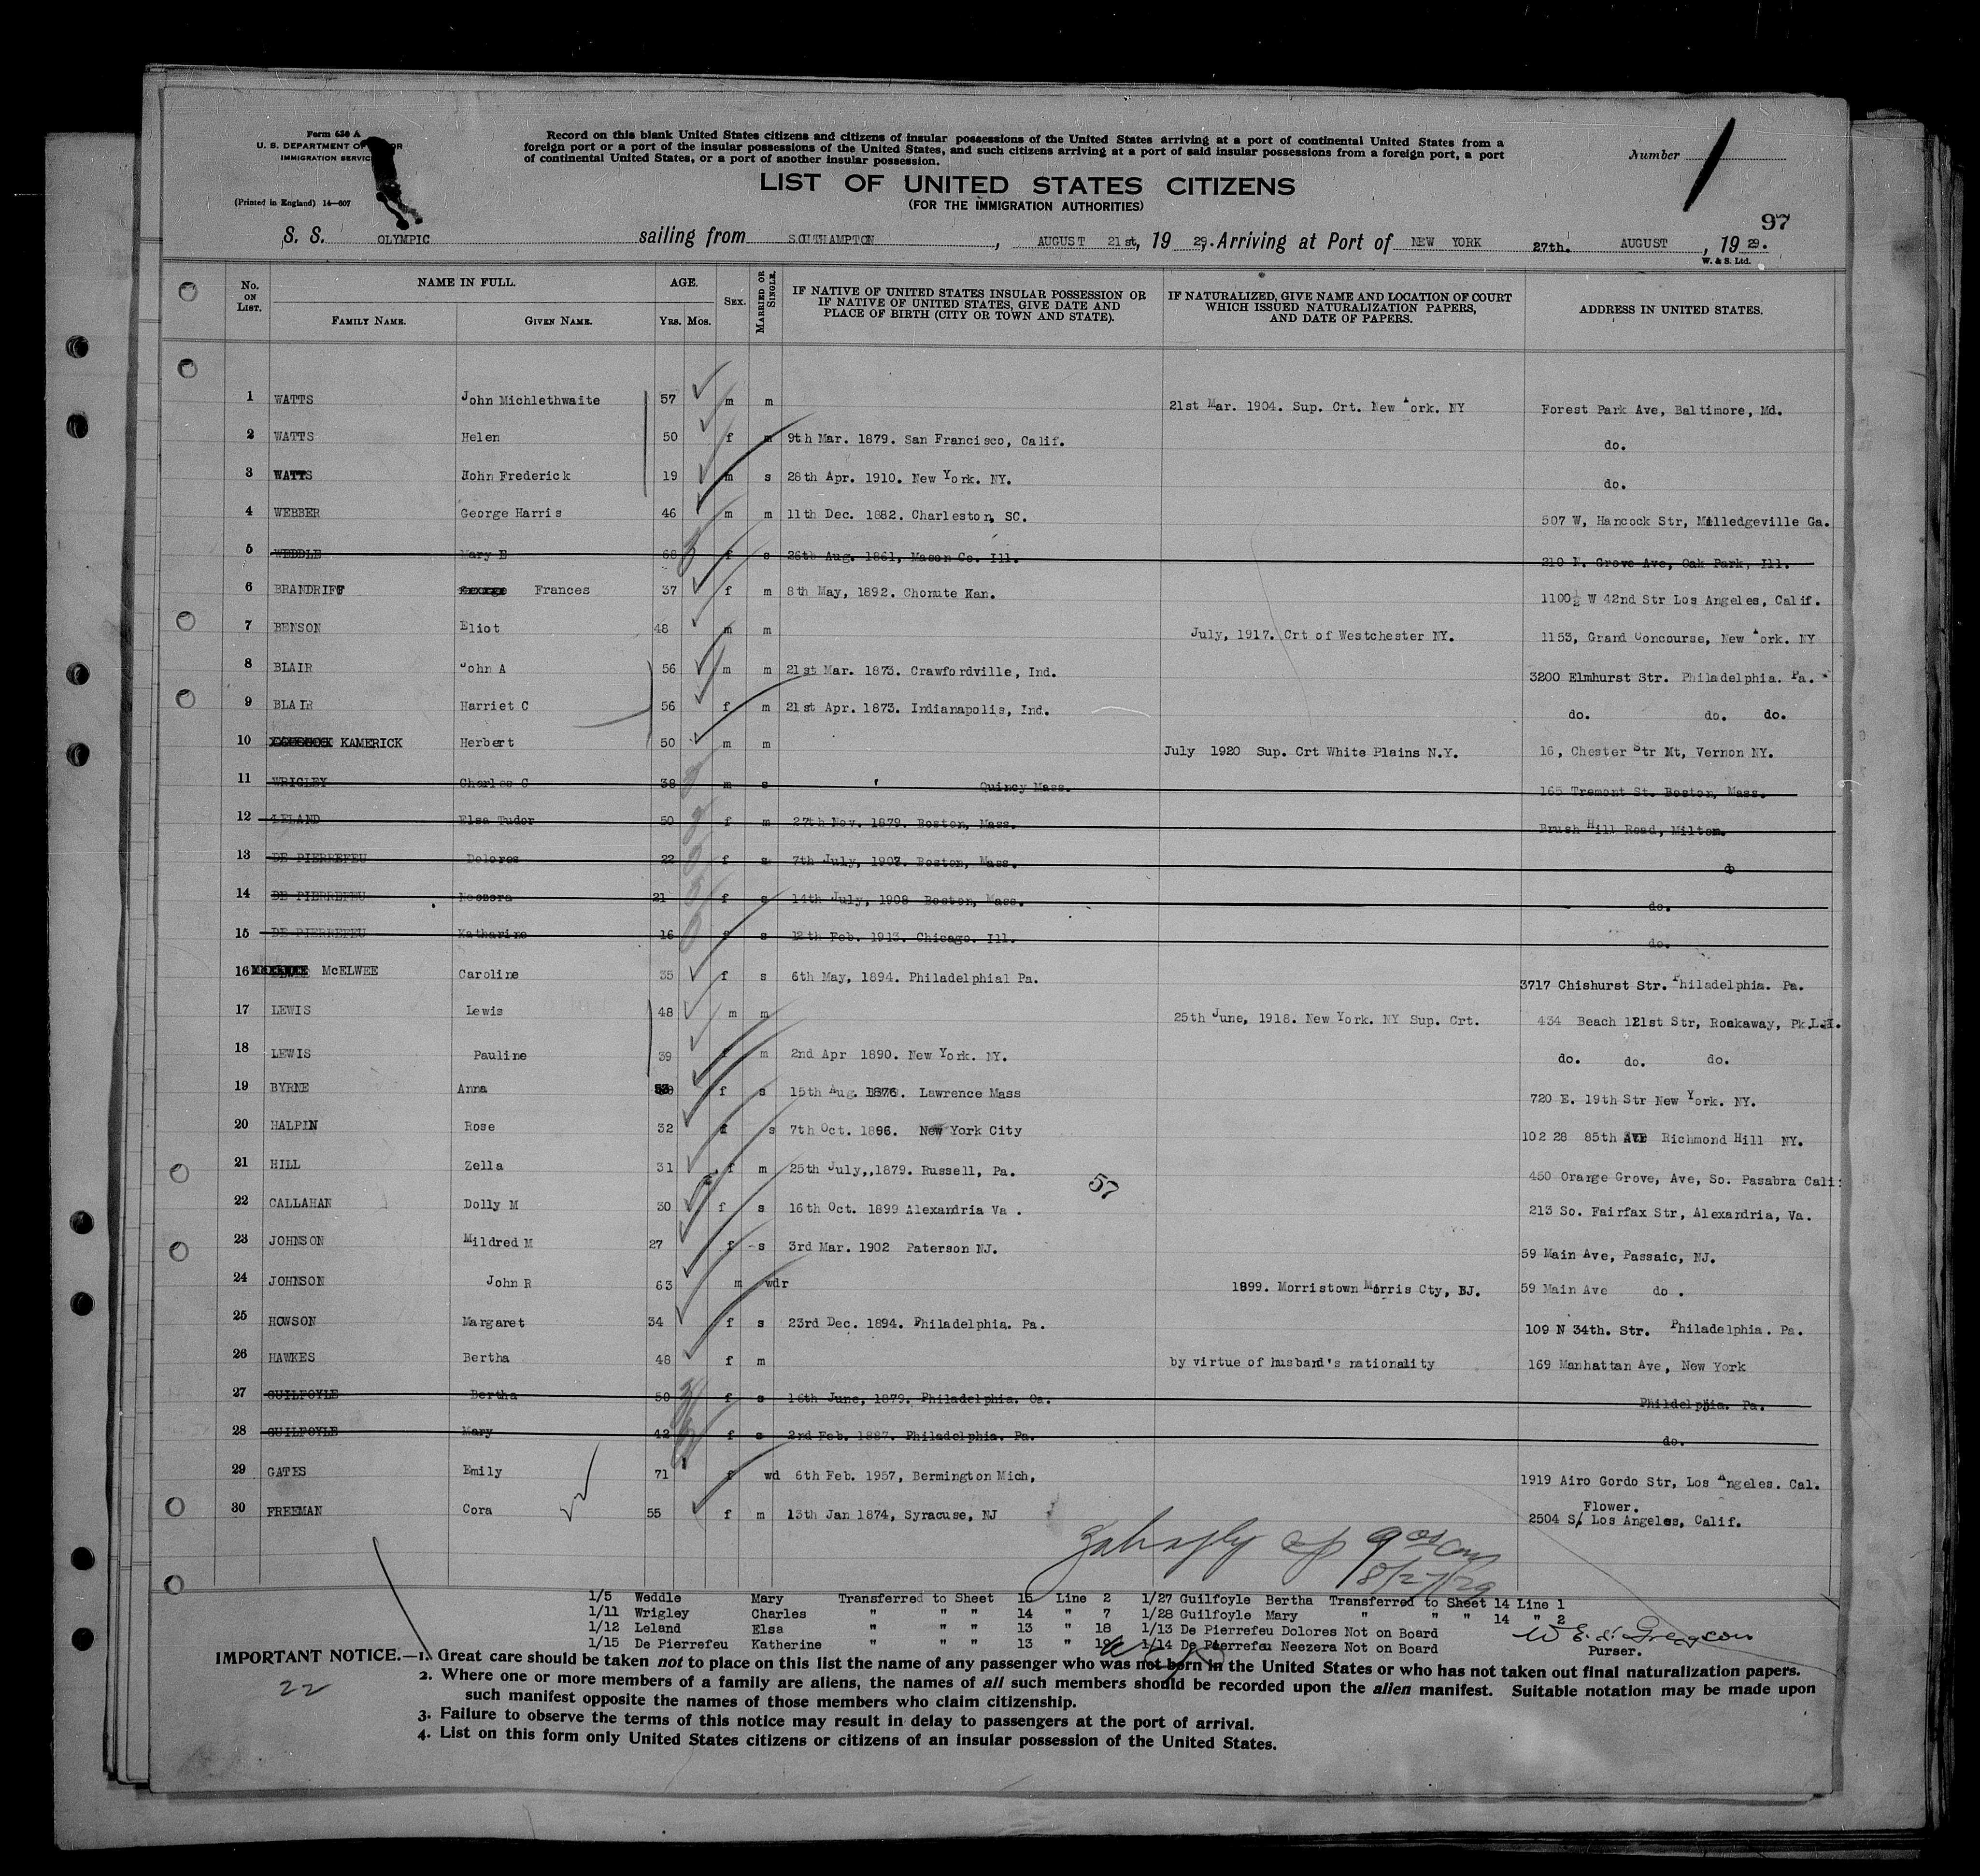 Form 630 A
U. S. DEPARTMENT OF LABOR
IMMIGRATION SERVICE
(Printed in England) 14—607
Record on this blank United States citizens and citizens of insular possessions of the United States arriving at a port of continental United States from a
foreign port or a port of the insular possessions of the United States, and such citizens arriving at a port of said insular possessions from a foreign port, a port
of continental United States, or a port of another insular possession.
Number 1
LIST OF UNITED STATES CITIZENS
(FOR THE IMMIGRATION AUTHORITIES)
97
S. S. OLYMPIC sailing from SOUTHAMPTON, AUGUST 21st, 19 29. Arriving at Port of NEW YORK 27th. AUGUST, 19 29.
W. & S. Ltd.
No. ON LIST. NAME IN FULL. FAMILY NAME. GIVEN NAME. AGE. YRS. MOS. SEX. MARRIED OR SINGLE. IF NATIVE OF UNITED STATES INSULAR POSSESSION OR IF NATIVE OF UNITED STATES, GIVE DATE AND PLACE OF BIRTH (CITY OR TOWN AND STATE). IF NATURALIZED, GIVE NAME AND LOCATION OF COURT WHICH ISSUED NATURALIZATION PAPERS, AND DATE OF PAPERS. ADDRESS IN UNITED STATES.
1 WATTS John Michlethwaite 57 m m 21st Mar. 1904. Sup. Crt. New York. NY Forest Park Ave, Baltimore, Md.
2 WATTS Helen 50 f m 9th Mar. 1879. San Francisco, Calif. do.
3 WATTS John Frederick 19 m s 28th Apr. 1910. New York. NY. do.
4 WEBBER George Harris 46 m m 11th Dec. 1882. Charleston, SC. 507 W, Hancock Str, Milledgeville Ga.
5 WEDDLE Mary E 68 f s 26th Aug. 1861, Mason Co. Ill. 210 N. Grove Ave, Oak Park, Ill.
6 BRANDRIFF Frances 37 f m 8th May, 1892. Chonute Kan. 1100½ W 42nd Str Los Angeles, Calif.
7 BENSON Eliot 48 m m July, 1917. Crt of Westchester NY. 1153, Grand Concourse, New York. NY
8 BLAIR John A 56 m m 21st Mar. 1873. Crawfordville, Ind. 3200 Elmhurst Str. Philadelphia. Pa.
9 BLAIR Harriet C 56 f m 21st Apr. 1873. Indianapolis, Ind. do. do. do.
10 KAMERICK Herbert 50 m m July 1920 Sup. Crt White Plains N.Y. 16, Chester Str Mt, Vernon NY.
11 WRIGLEY Charles C 38 m s Quincy Mass. 165 Tremont St. Boston, Mass.
12 LELAND Elsa Tudor 50 f m 27th Nov. 1879. Boston, Mass. Brush Hill Road, Milton.
13 DE PIERREFEU Dolores 22 f s 7th July, 1907. Boston, Mass.
14 DE PIERREFEU Neezera 21 f s 14th July, 1908 Boston, Mass. do.
15 DE PIERREFEU Katharine 16 f s 12th Feb. 1913. Chicago. Ill. do.
16 McELWEE Caroline 35 f s 6th May, 1894. Philadelphial Pa. 3717 Chishurst Str. Philadelphia. Pa.
17 LEWIS Lewis 48 m m 25th June, 1918. New York. NY Sup. Crt. 434 Beach 121st Str, Rockaway, Pk.L.I.
18 LEWIS Pauline 39 f m 2nd Apr 1890. New York. NY. do. do. do.
19 BYRNE Anna 53 f s 15th Aug. 1876. Lawrence Mass 720 E. 19th Str New York. NY.
20 HALPIN Rose 32 f s 7th Oct. 1896. New York City 102 28 85th AVE Richmond Hill NY.
21 HILL Zella 31 f m 25th July,,1879. Russell, Pa. 57 450 Orange Grove, Ave, So. Pasabra Cali
22 CALLAHAN Dolly M 30 f s 16th Oct. 1899 Alexandria Va . 213 So. Fairfax Str, Alexandria, Va.
23 JOHNSON Mildred M 27 f -s 3rd Mar. 1902 Paterson NJ. 59 Main Ave, Passaic, NJ.
24 JOHNSON John R 63 m wdr 1899. Morristown Morris Cty, NJ. 59 Main Ave do .
25 HOWSON Margaret 34 f s 23rd Dec. 1894. Philadelphia. Pa. 109 N 34th. Str. Philadelphia. Pa.
26 HAWKES Bertha 48 f m by virtue of husband's nationality 169 Manhattan Ave, New York
27 GUILFOYLE Bertha 50 f s 16th June, 1879. Philadelphia. Oa. Phildelpjia. Pa.
28 GUILFOYLE Mary 42 f s 2nd Feb. 1887. Philadelphia. Pa. do.
29 GATES Emily 71 f wd 6th Feb. 1957, Bermington Mich, 1919 Airo Gordo Str, Los Angeles. Cal.
30 FREEMAN Cora 55 f m 13th Jan 1874, Syracuse, NJ Flower.
2504 S, Los Angeles, Calif.
8/27/29
1/5 Weddle Mary Transferred to Sheet 15 Line 2 1/27 Guilfoyle Bertha Transferred to Sheet 14 Line 1
1/11 Wrigley Charles " " " 14 " 7 1/28 Guilfoyle Mary " " " 14 " 2
1/12 Leland Elsa " " " 13 " 18 1/13 De Pierrefeu Dolores Not on Board
1/15 De Pierrefeu Katherine " " " 13 " 19 1/14 De Pierrefeu Neezera Not on Board
Purser.
IMPORTANT NOTICE.—1. Great care should be taken not to place on this list the name of any passenger who was not born in the United States or who has not taken out final naturalization papers.
2. Where one or more members of a family are aliens, the names of all such members should be recorded upon the alien manifest. Suitable notation may be made upon
such manifest opposite the names of those members who claim citizenship.
3. Failure to observe the terms of this notice may result in delay to passengers at the port of arrival.
4. List on this form only United States citizens or citizens of an insular possession of the United States.
22